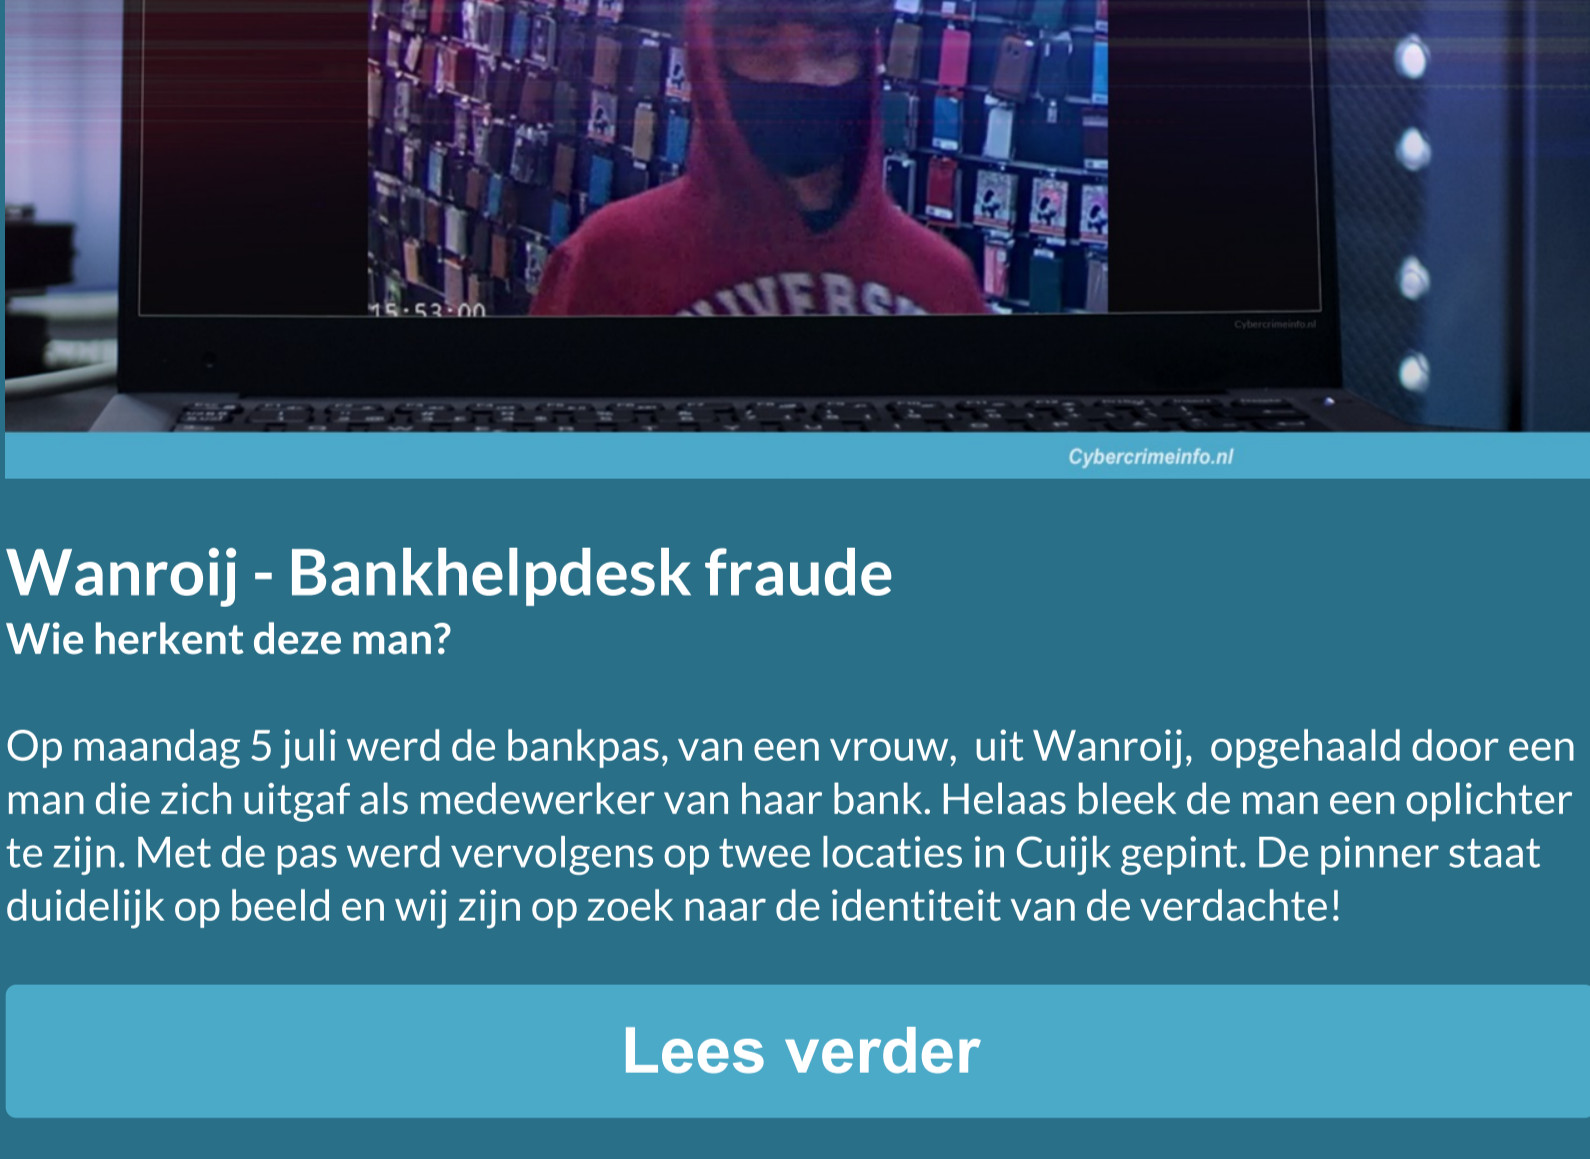 15:53:00
Cybercrimeinfo.nl
Cybercrimeinfo.nl
Wanroij - Bankhelpdesk fraude
Wie herkent deze man?
Op maandag 5 juli werd de bankpas, van een vrouw,  uit Wanroij,  opgehaald door een
man die zich uitgaf als medewerker van haar bank. Helaas bleek de man een oplichter
te zijn. Met de pas werd vervolgens op twee locaties in Cuijk gepint. De pinner staat
duidelijk op beeld en wij zijn op zoek naar de identiteit van de verdachte!
Lees verder